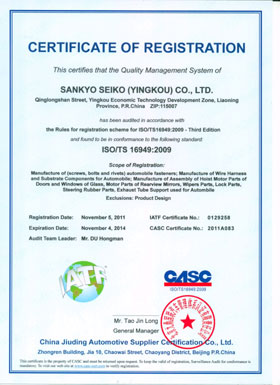 CERTIFICATE OF REGISTRATION
This certifies that the Quality Management System of
SANKYO SEIKO (YINGKOU) CO., LTD.
Qinglongshan Street, Yingkou Economic Technology Development Zone, Liaoning
Province, P.R.China ZIP:115007
has been audited in accordance with
the Rules for registration scheme for ISO/TS16949:2009 - Third Edition
and found to be in conformance to the following standard
ISO/TS 16949:2009
Scope of Registration:
Manufacture of (screws, bolts and rivets) automobile fasteners; Manufacture of Wire Harness
and Substrate Components for Automobile; Manufacture of Assembly of Hoist Motor Parts of
Doors and Windows of Glass, Motor Parts of Rearview Mirrors, Wipers Parts, Lock Parts,
Steering Rubber Parts, Exhaust Tube Support used for Automobile
Exclusions: Product Design
Registration Date: November 5, 2011 IATF Certificate No.: 0129258
Expiration Date: November 4, 2014 CASC Certificate No.: 2011A083
Audit Team Leader: Mr. DU Hongman
IATF
CASC
ISO/TS16949:2009
Mr. Tao Jin Long
General Manager
China Jiuding Automotive Supplier Certification Co., Ltd.
Zhongren Building, Jia 10, Chaowai Street, Chaoyang District, Beijing P.R.China